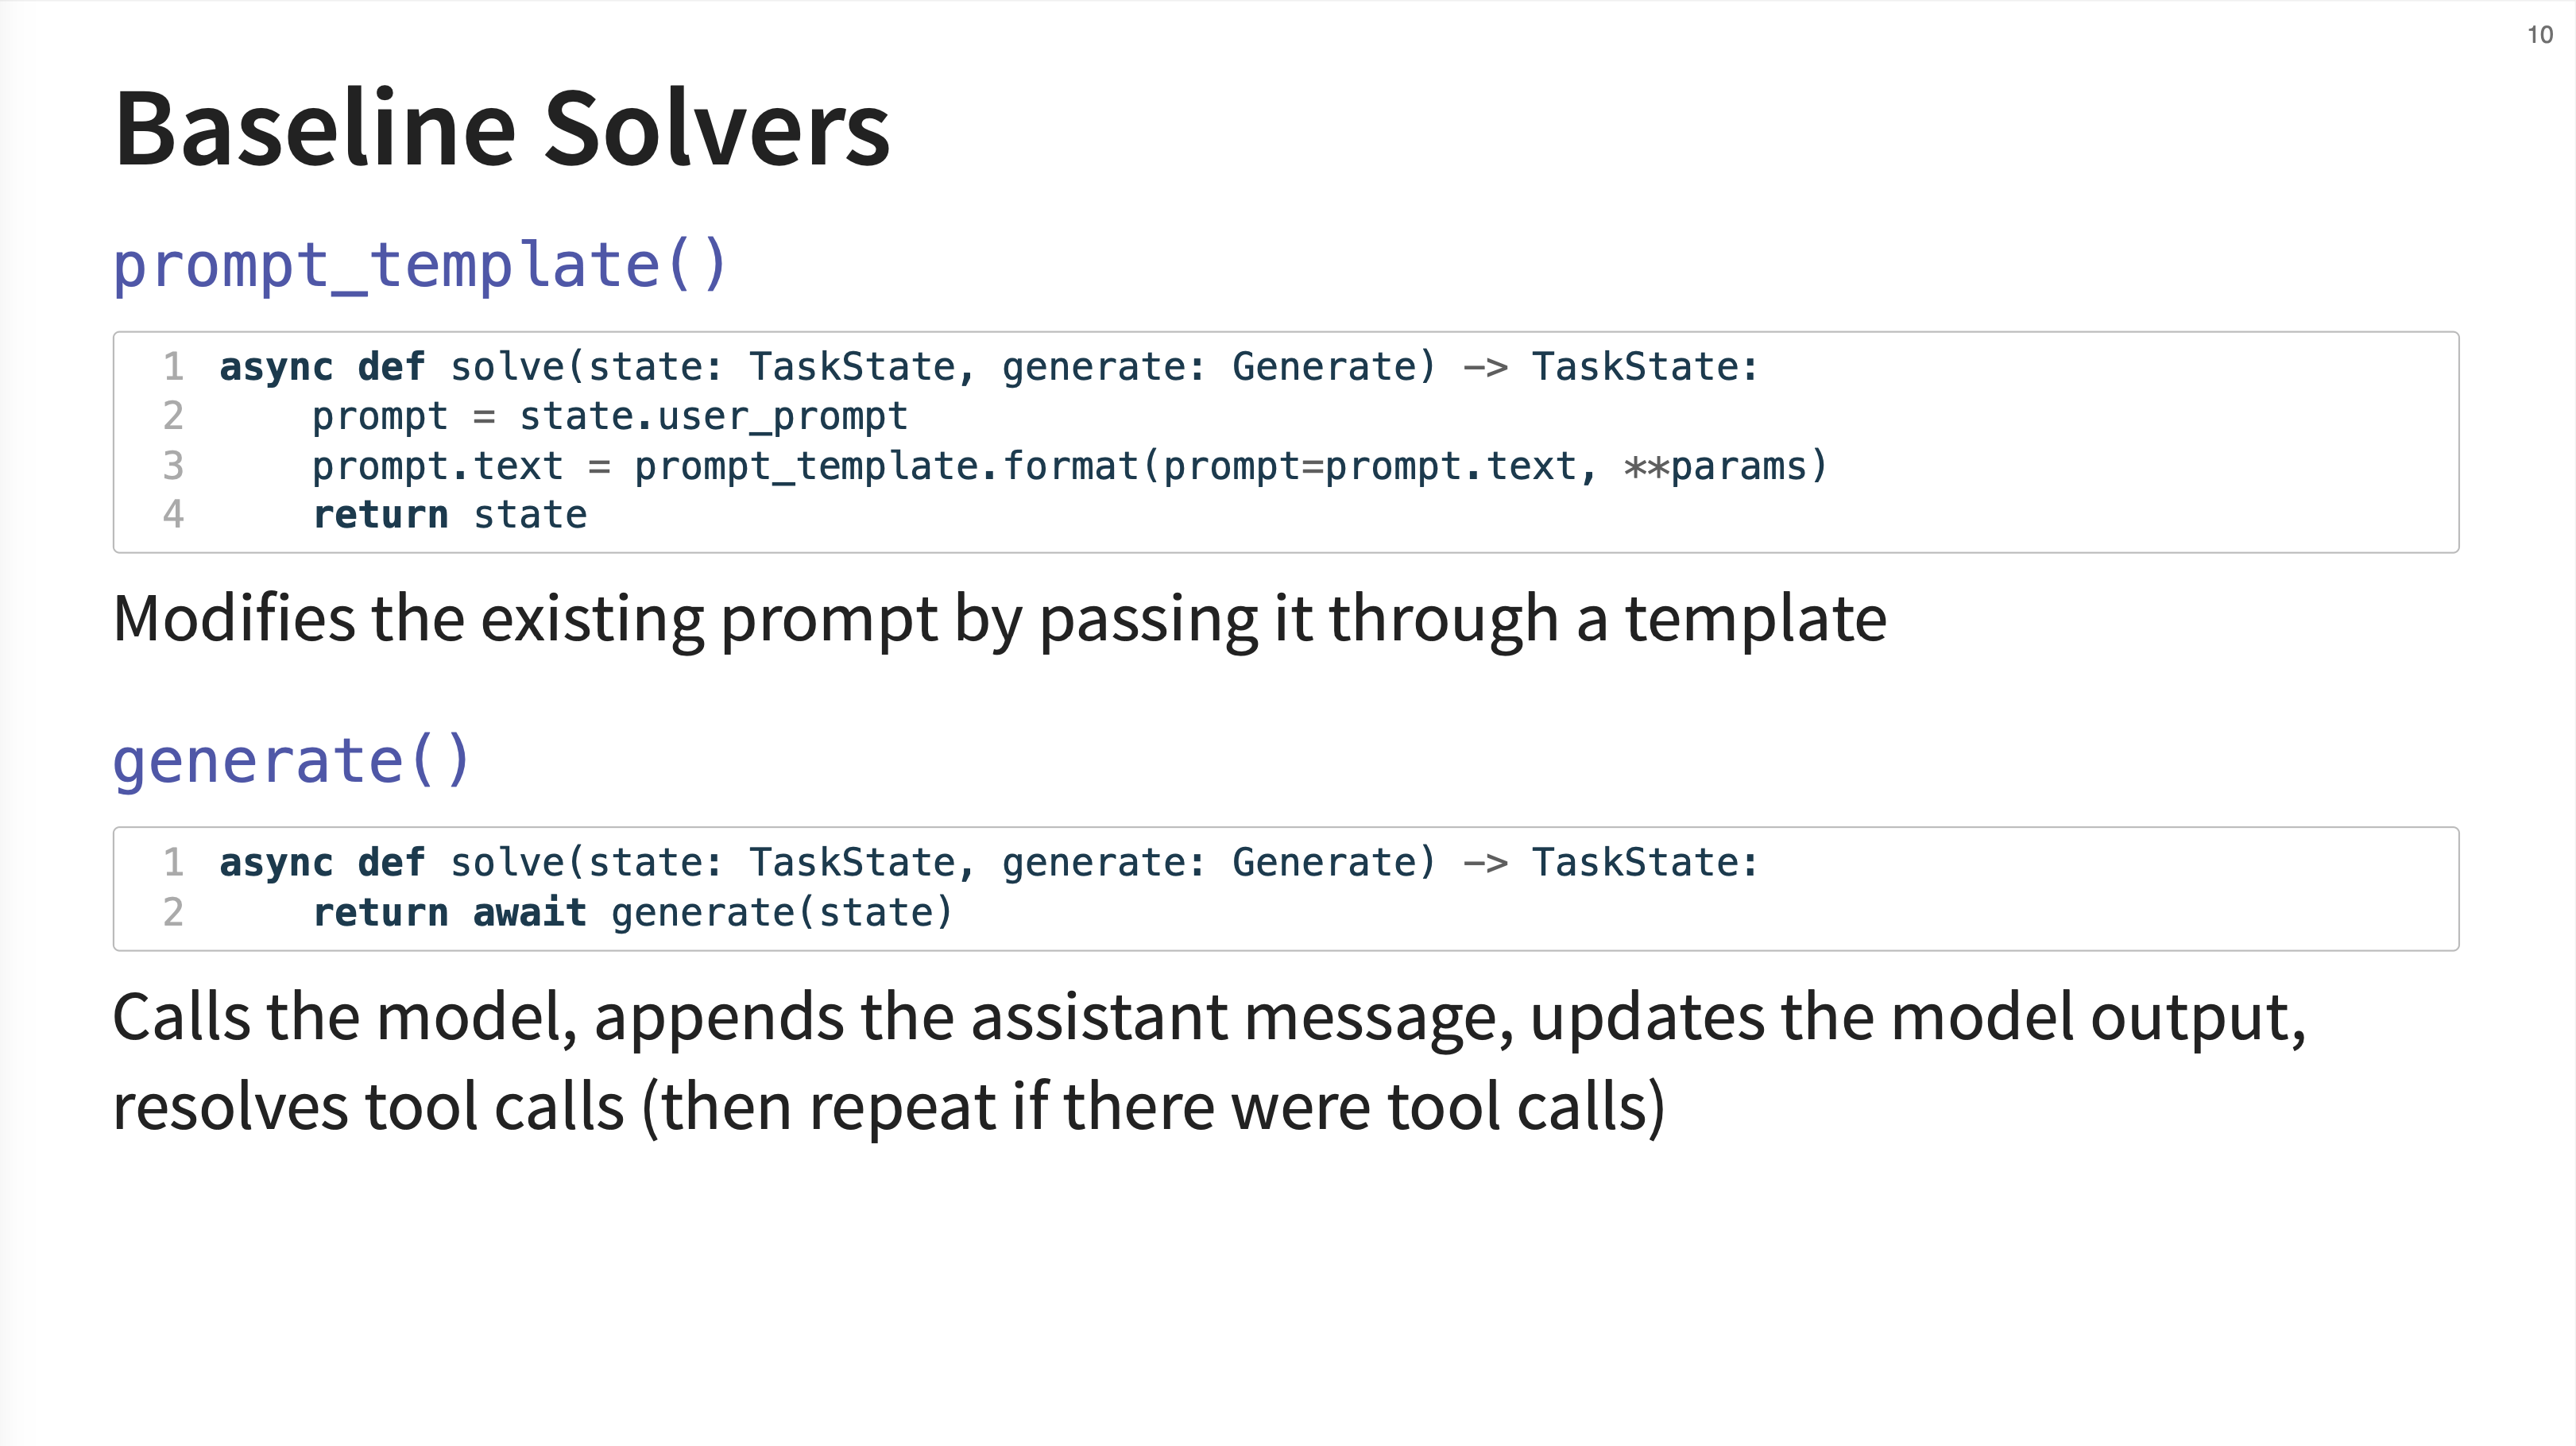 10
Baseline Solvers
prompt_template()
1 async def solve(state: TaskState, generate: Generate) -> TaskState:
2     prompt = state.user_prompt
3     prompt.text = prompt_template.format(prompt=prompt.text, **params)
4     return state
Modifies the existing prompt by passing it through a template
generate()
1 async def solve(state: TaskState, generate: Generate) -> TaskState:
2     return await generate(state)
Calls the model, appends the assistant message, updates the model output,
resolves tool calls (then repeat if there were tool calls)